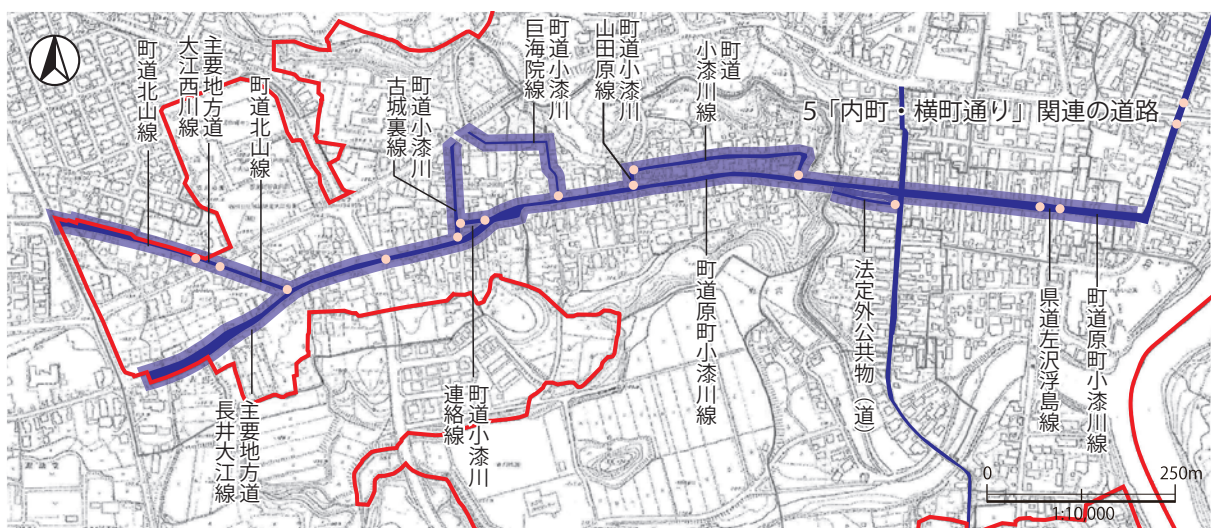 町道北山線
主要地方道
大江西川線
町道北山線
町道小漆川
古城裏線
町道小漆川
巨海院線
町道小漆川
山田原線
町道
小漆川線
5「内町・横町通り」関連の道路
主要地方道
長井大江線
町道小漆川
連絡線
町道原町小漆川線
法定外公共物（道）
県道左沢浮島線
町道原町小漆川線
0
250m
1:10,000